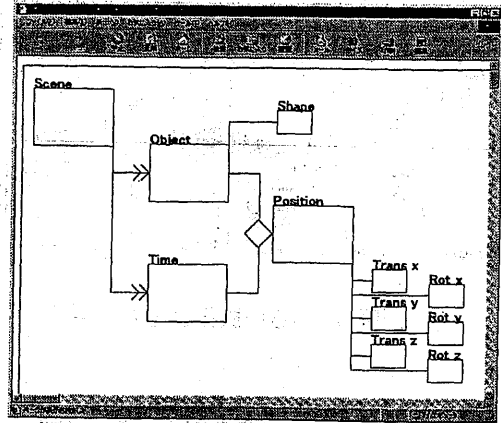 Scene
Shape
Object
Position
Time
Trans x
Rot x
Trans y
Rot y
Trans z
Rot z